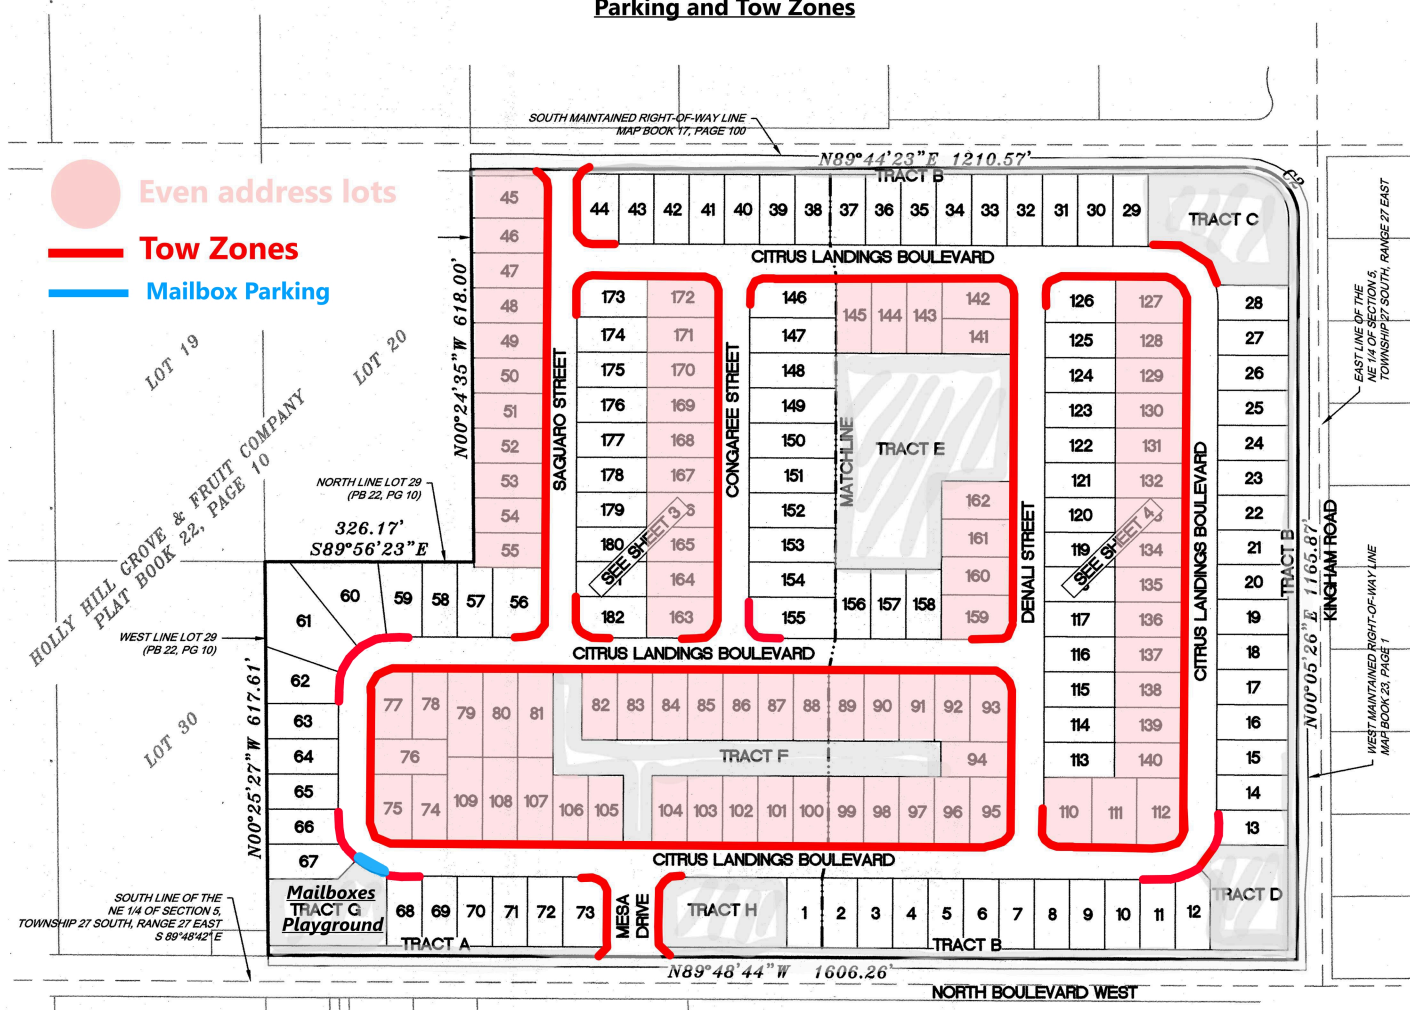 Parking and Tow Zones
SOUTH MAINTAINED RIGHT-OF-WAY LINE
MAP BOOK 17, PAGE 100
N89°44'23"E 1210.57'
TRACT B
C2
Even address lots
Tow Zones
Mailbox Parking
45
46
47
48
49
50
51
52
53
54
55
44 43 42 41 40 39 38 37 36 35 34 33 32 31 30 29
TRACT C
CITRUS LANDINGS BOULEVARD
EAST LINE OF THE
NE 1/4 OF SECTION 5,
TOWNSHIP 27 SOUTH, RANGE 27 EAST
N00°24'35"W 618.00'
LOT 19
LOT 20
HOLLY HILL GROVE & FRUIT COMPANY
PLAT BOOK 22, PAGE 10
SAGUARO STREET
173 172
174 171
175 170
176 169
177 168
178 167
179
180 165
164
182 163
SEE SHEET 3
CONGAREE STREET
146
147
148
149
150
151
152
153
154
155
145 144 143
142
141
MATCHLINE
TRACT E
162
161
160
159
156 157 158
DENALI STREET
126 127
125 128
124 129
123 130
122 131
121 132
120
119 134
135
117 136
116 137
115 138
114 139
113 140
110 111 112
SEE SHEET 4
CITRUS LANDINGS BOULEVARD
28
27
26
25
24
23
22
21
20
19
18
17
16
15
14
13
TRACT B
N00°05'26"E 1165.87'
KINGHAM ROAD
WEST MAINTAINED RIGHT-OF-WAY LINE
MAP BOOK 23, PAGE 1
NORTH LINE LOT 29
(PB 22, PG 10)
326.17'
S89°56'23"E
61 60 59 58 57 56
WEST LINE LOT 29
(PB 22, PG 10)
CITRUS LANDINGS BOULEVARD
62
63
64
65
66
67
N00°25'27"W 617.61'
LOT 30
77 78 79 80 81 82 83 84 85 86 87 88 89 90 91 92 93
76
TRACT F
94
75 74 109 108 107 106 105 104 103 102 101 100 99 98 97 96 95
CITRUS LANDINGS BOULEVARD
SOUTH LINE OF THE
NE 1/4 OF SECTION 5,
TOWNSHIP 27 SOUTH, RANGE 27 EAST
S 89°48'42" E
Mailboxes
TRACT G
Playground
68 69 70 71 72 73
TRACT A
MESA
DRIVE
TRACT H
1 2 3 4 5 6 7 8 9 10 11 12
TRACT B
TRACT D
N89°48'44"W 1606.26'
NORTH BOULEVARD WEST